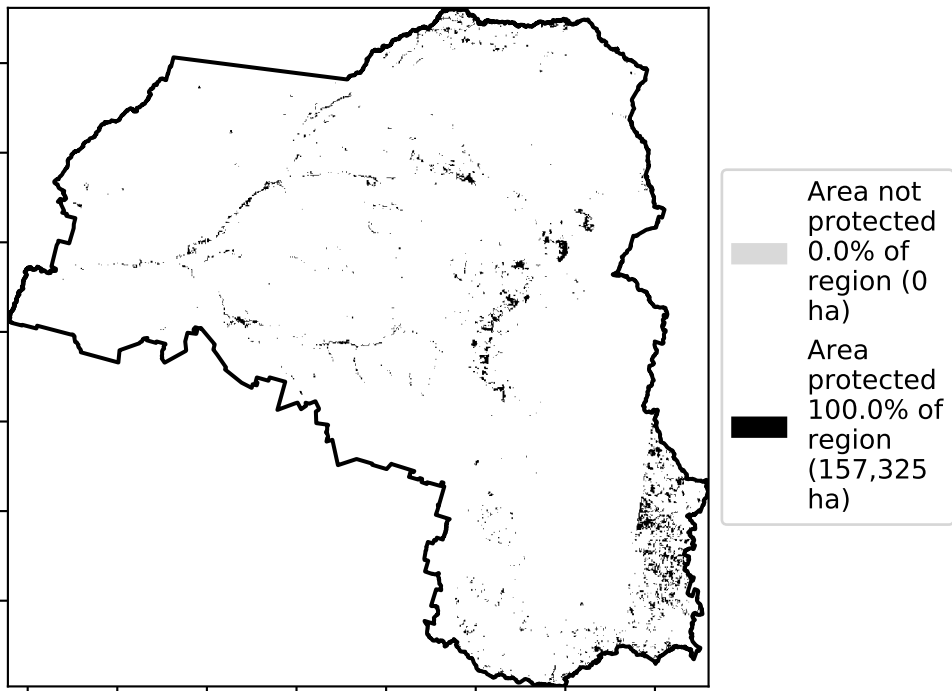 Area not
protected
0.0% of
region (0
ha)
Area
protected
100.0% of
region
(157,325
ha)